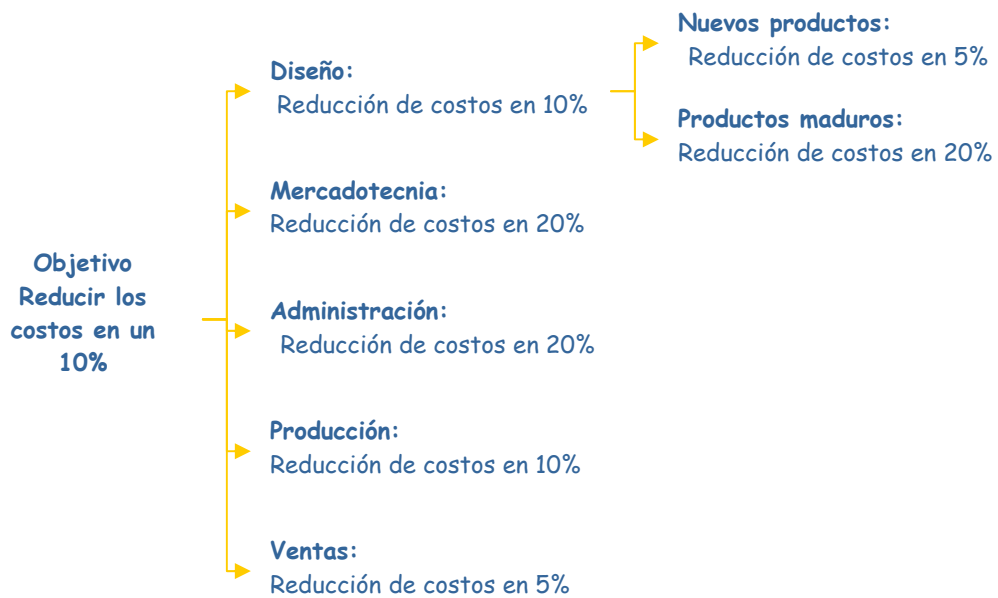 Objetivo
Reducir los
costos en un
10%
Diseño:
Reducción de costos en 10%
Nuevos productos:
Reducción de costos en 5%
Productos maduros:
Reducción de costos en 20%
Mercadotecnia:
Reducción de costos en 20%
Administración:
Reducción de costos en 20%
Producción:
Reducción de costos en 10%
Ventas:
Reducción de costos en 5%